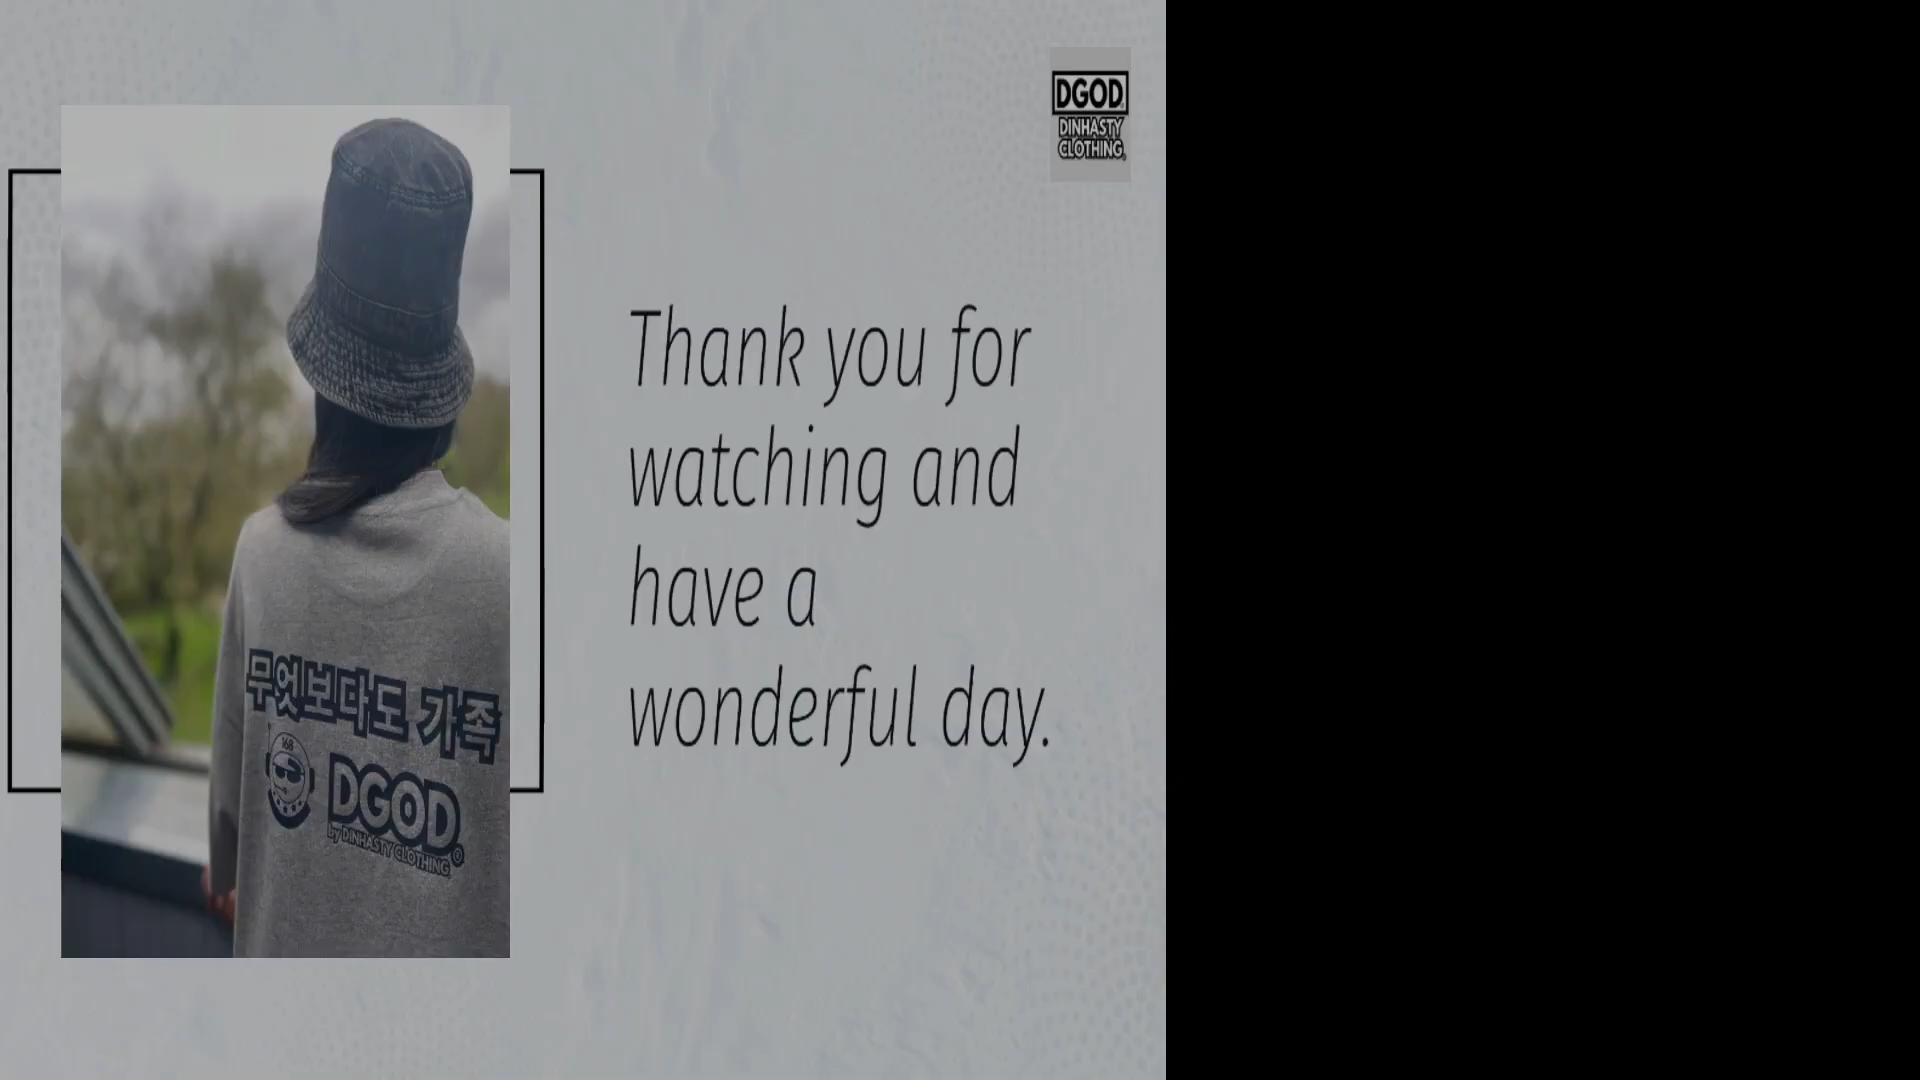 DGOD
DINHASTY
CLOTHING
Thank you for
watching and
have a
wonderful day.
무엇보다도 가족
168
DGOD
by DINHASTY CLOTHING